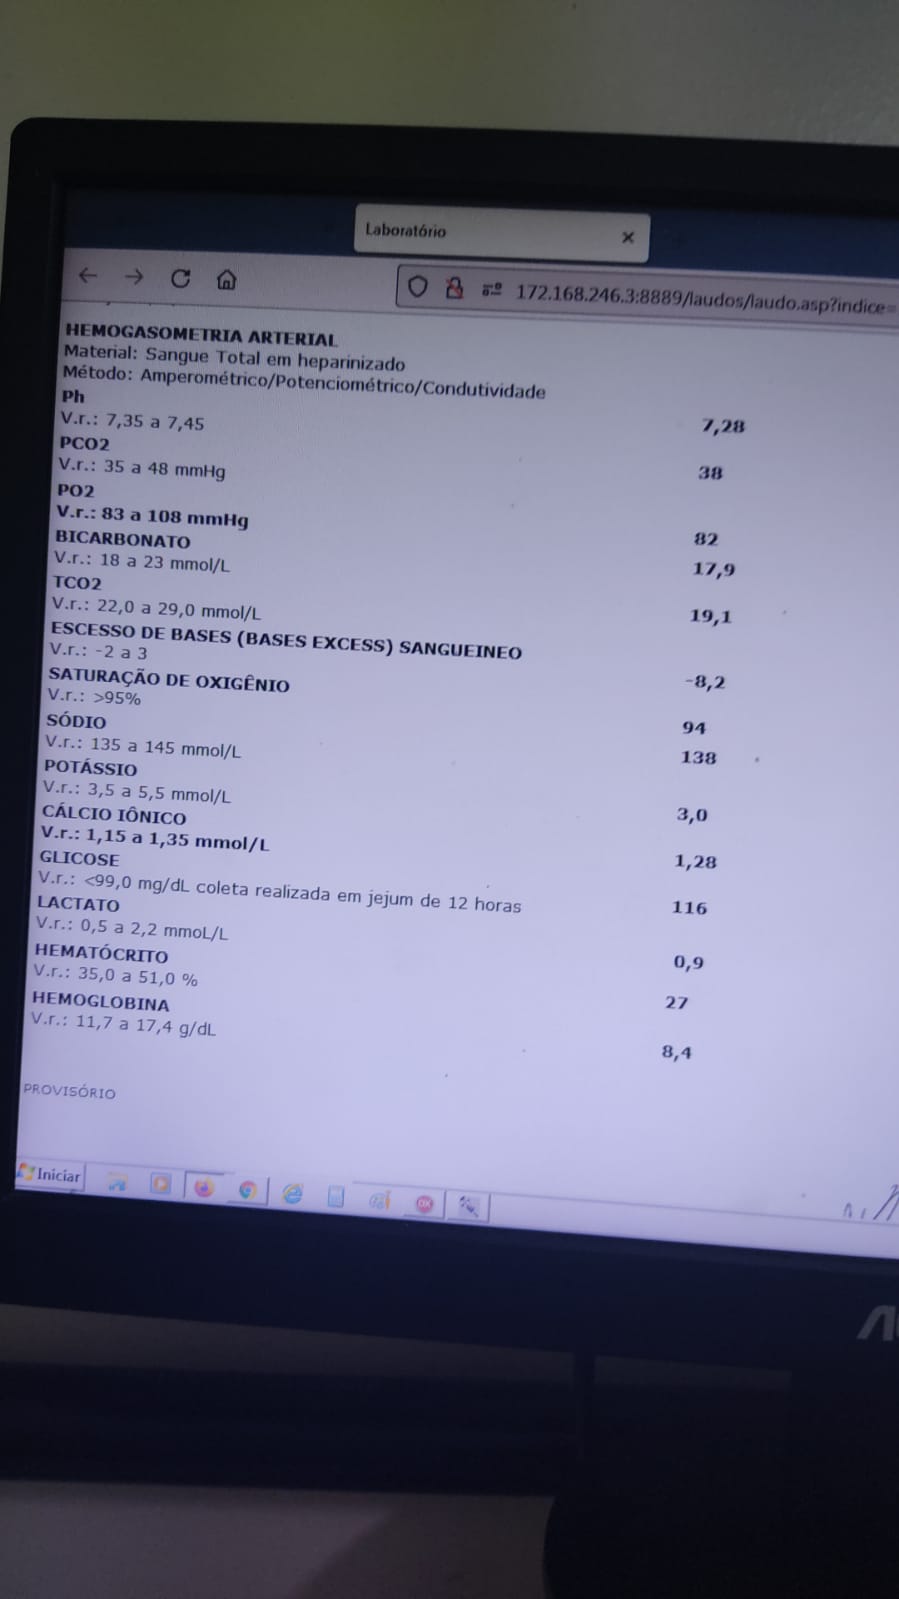 Laboratório
172.168.246.3:8889/laudos/laudo.asp?indice=
HEMOGASOMETRIA ARTERIAL
Material: Sangue Total em heparinizado
Método: Amperométrico/Potenciométrico/Condutividade
Ph
V.r.: 7,35 a 7,45 7,28
PCO2
V.r.: 35 a 48 mmHg 38
PO2
V.r.: 83 a 108 mmHg 82
BICARBONATO
V.r.: 18 a 23 mmol/L 17,9
TCO2
V.r.: 22,0 a 29,0 mmol/L 19,1
ESCESSO DE BASES (BASES EXCESS) SANGUEINEO
V.r.: -2 a 3 -8,2
SATURAÇÃO DE OXIGÊNIO
V.r.: >95% 94
SÓDIO
V.r.: 135 a 145 mmol/L 138
POTÁSSIO
V.r.: 3,5 a 5,5 mmol/L 3,0
CÁLCIO IÔNICO
V.r.: 1,15 a 1,35 mmol/L 1,28
GLICOSE
V.r.: <99,0 mg/dL coleta realizada em jejum de 12 horas 116
LACTATO
V.r.: 0,5 a 2,2 mmoL/L 0,9
HEMATÓCRITO
V.r.: 35,0 a 51,0 % 27
HEMOGLOBINA
V.r.: 11,7 a 17,4 g/dL 8,4
PROVISÓRIO
Iniciar